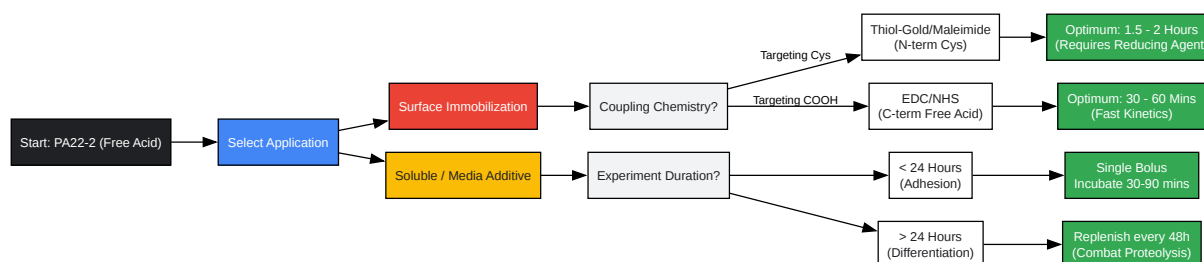 Start: PA22-2 (Free Acid)
Select Application
Surface Immobilization
Soluble / Media Additive
Coupling Chemistry?
Experiment Duration?
Targeting Cys
Targeting COOH
Thiol-Gold/Maleimide
(N-term Cys)
EDC/NHS
(C-term Free Acid)
< 24 Hours
(Adhesion)
> 24 Hours
(Differentiation)
Optimum: 1.5 - 2 Hours
(Requires Reducing Agent
Optimum: 30 - 60 Mins
(Fast Kinetics)
Single Bolus
Incubate 30-90 mins
Replenish every 48h
(Combat Proteolysis)